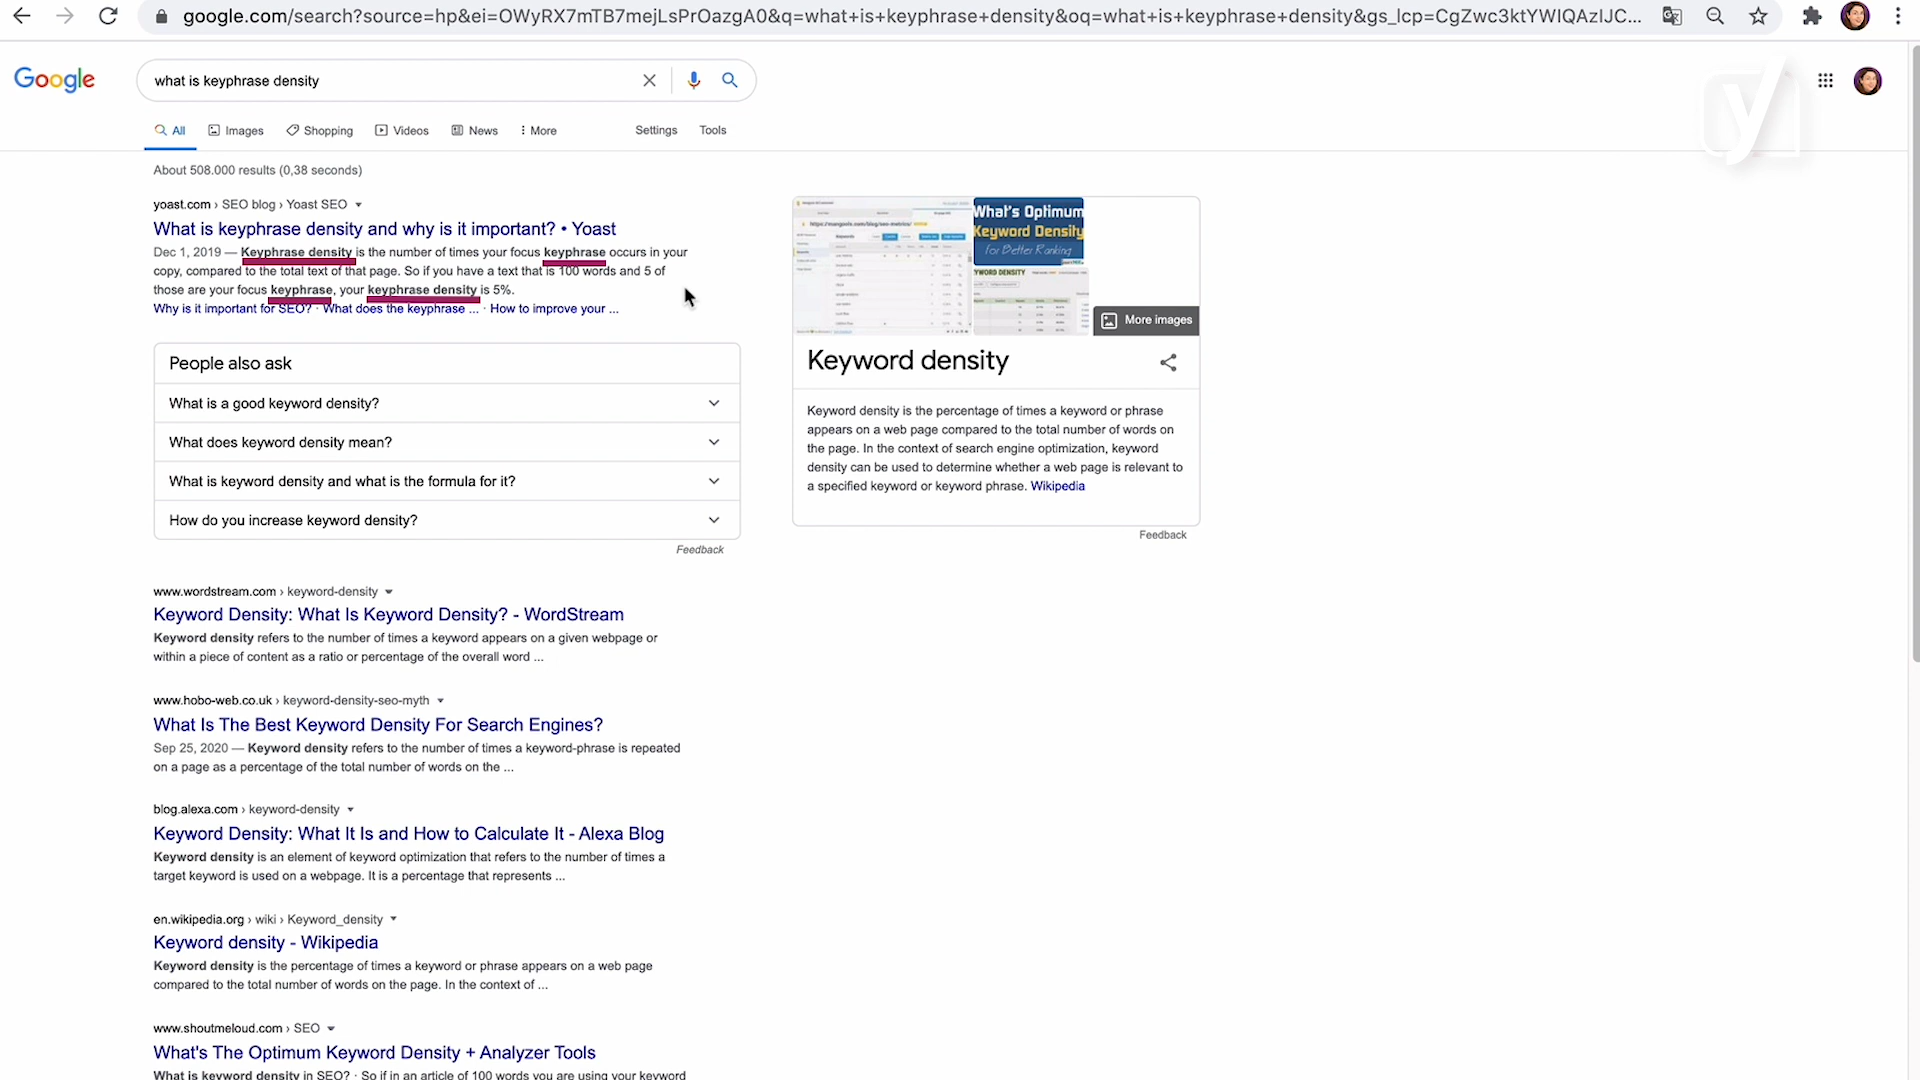 google.com/search?source=hp&ei=OWyRX7mTB7mejLsPrOazgA0&q=what+is+keyphrase+density&oq=what+is+keyphrase+density&gs_lcp=CgZwc3ktYWIQAzIJC...
Google
what is keyphrase density
All Images Shopping Videos News More Settings Tools
About 508.000 results (0,38 seconds)
yoast.com › SEO blog › Yoast SEO
What is keyphrase density and why is it important? • Yoast
Dec 1, 2019 — Keyphrase density is the number of times your focus keyphrase occurs in your
copy, compared to the total text of that page. So if you have a text that is 100 words and 5 of
those are your focus keyphrase, your keyphrase density is 5%.
Why is it important for SEO? · What does the keyphrase ... · How to improve your ...
People also ask
What is a good keyword density?
What does keyword density mean?
What is keyword density and what is the formula for it?
How do you increase keyword density?
Feedback
www.wordstream.com › keyword-density
Keyword Density: What Is Keyword Density? - WordStream
Keyword density refers to the number of times a keyword appears on a given webpage or
within a piece of content as a ratio or percentage of the overall word ...
www.hobo-web.co.uk › keyword-density-seo-myth
What Is The Best Keyword Density For Search Engines?
Sep 25, 2020 — Keyword density refers to the number of times a keyword-phrase is repeated
on a page as a percentage of the total number of words on the ...
blog.alexa.com › keyword-density
Keyword Density: What It Is and How to Calculate It - Alexa Blog
Keyword density is an element of keyword optimization that refers to the number of times a
target keyword is used on a webpage. It is a percentage that represents ...
en.wikipedia.org › wiki › Keyword_density
Keyword density - Wikipedia
Keyword density is the percentage of times a keyword or phrase appears on a web page
compared to the total number of words on the page. In the context of ...
www.shoutmeloud.com › SEO
What's The Optimum Keyword Density + Analyzer Tools
What is keyword density in SEO? · So if in an article of 100 words you are using your keyword
What's Optimum
Keyword Density
for Better Ranking
More images
Keyword density
Keyword density is the percentage of times a keyword or phrase
appears on a web page compared to the total number of words on
the page. In the context of search engine optimization, keyword
density can be used to determine whether a web page is relevant to
a specified keyword or keyword phrase. Wikipedia
Feedback
y